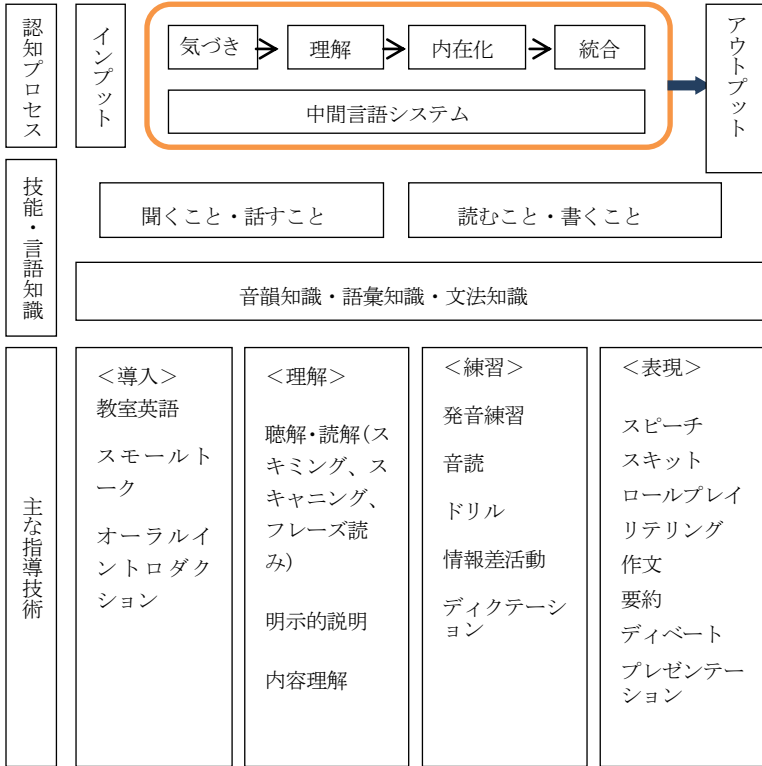 認知プロセス
インプット
気づき
理解
内在化
統合
中間言語システム
アウトプット
技能・言語知識
聞くこと・話すこと
読むこと・書くこと
音韻知識・語彙知識・文法知識
主な指導技術
＜導入＞
教室英語
スモールト
ーク
オーラルイ
ントロダク
ション
＜理解＞
聴解・読解(ス
キミング、ス
キャニング、
フレーズ読
み)
明示的説明
内容理解
＜練習＞
発音練習
音読
ドリル
情報差活動
ディクテーシ
ョン
＜表現＞
スピーチ
スキット
ロールプレイ
リテリング
作文
要約
ディベート
プレゼンテー
ション